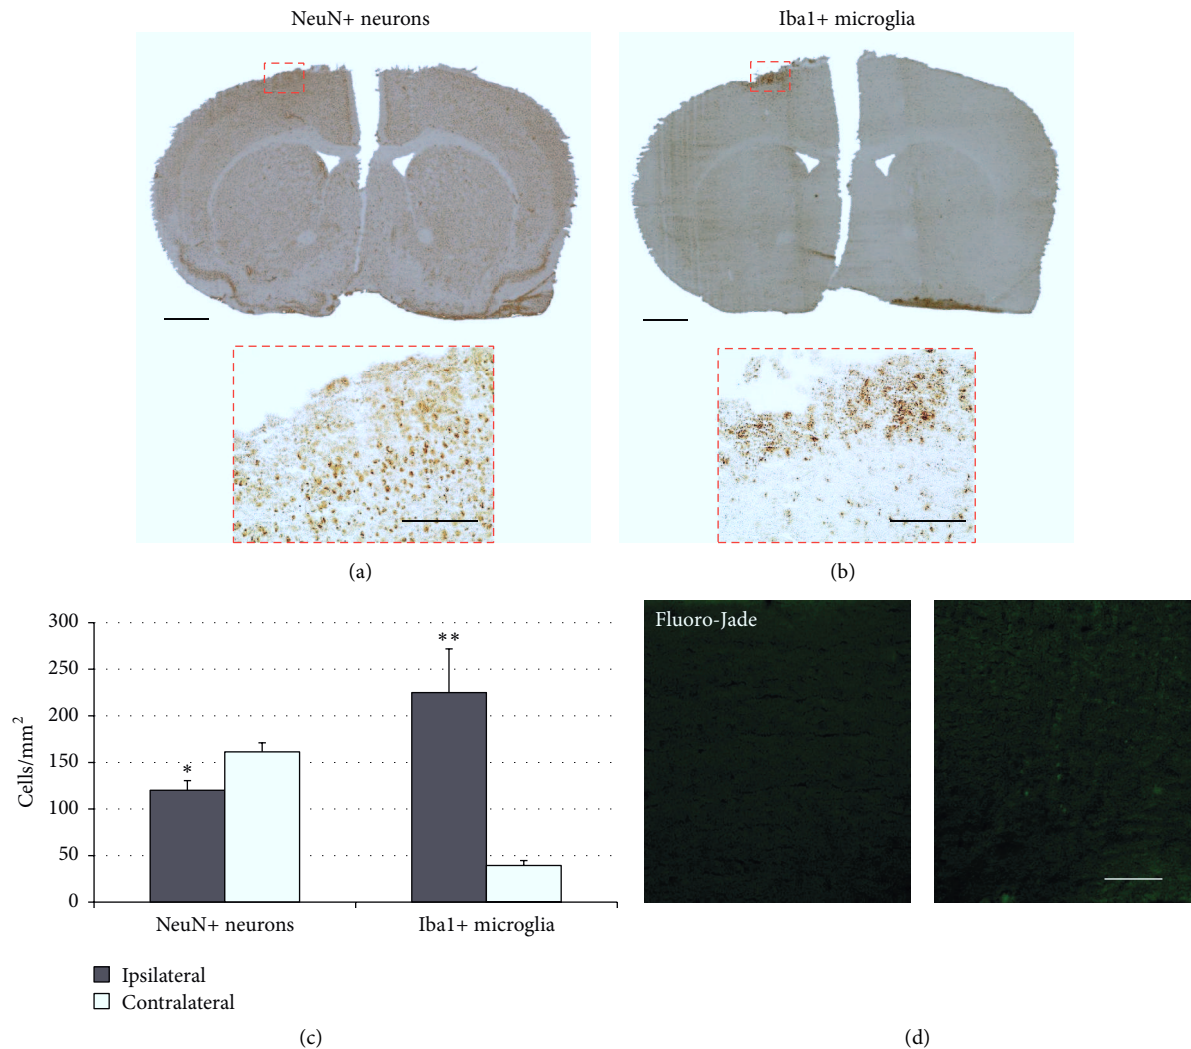 NeuN+ neurons
Iba1+ microglia
(a)
(b)
300
250
200
150
100
50
0
Cells/mm²
*
**
NeuN+ neurons
Iba1+ microglia
Ipsilateral
Contralateral
(c)
Fluoro-Jade
(d)